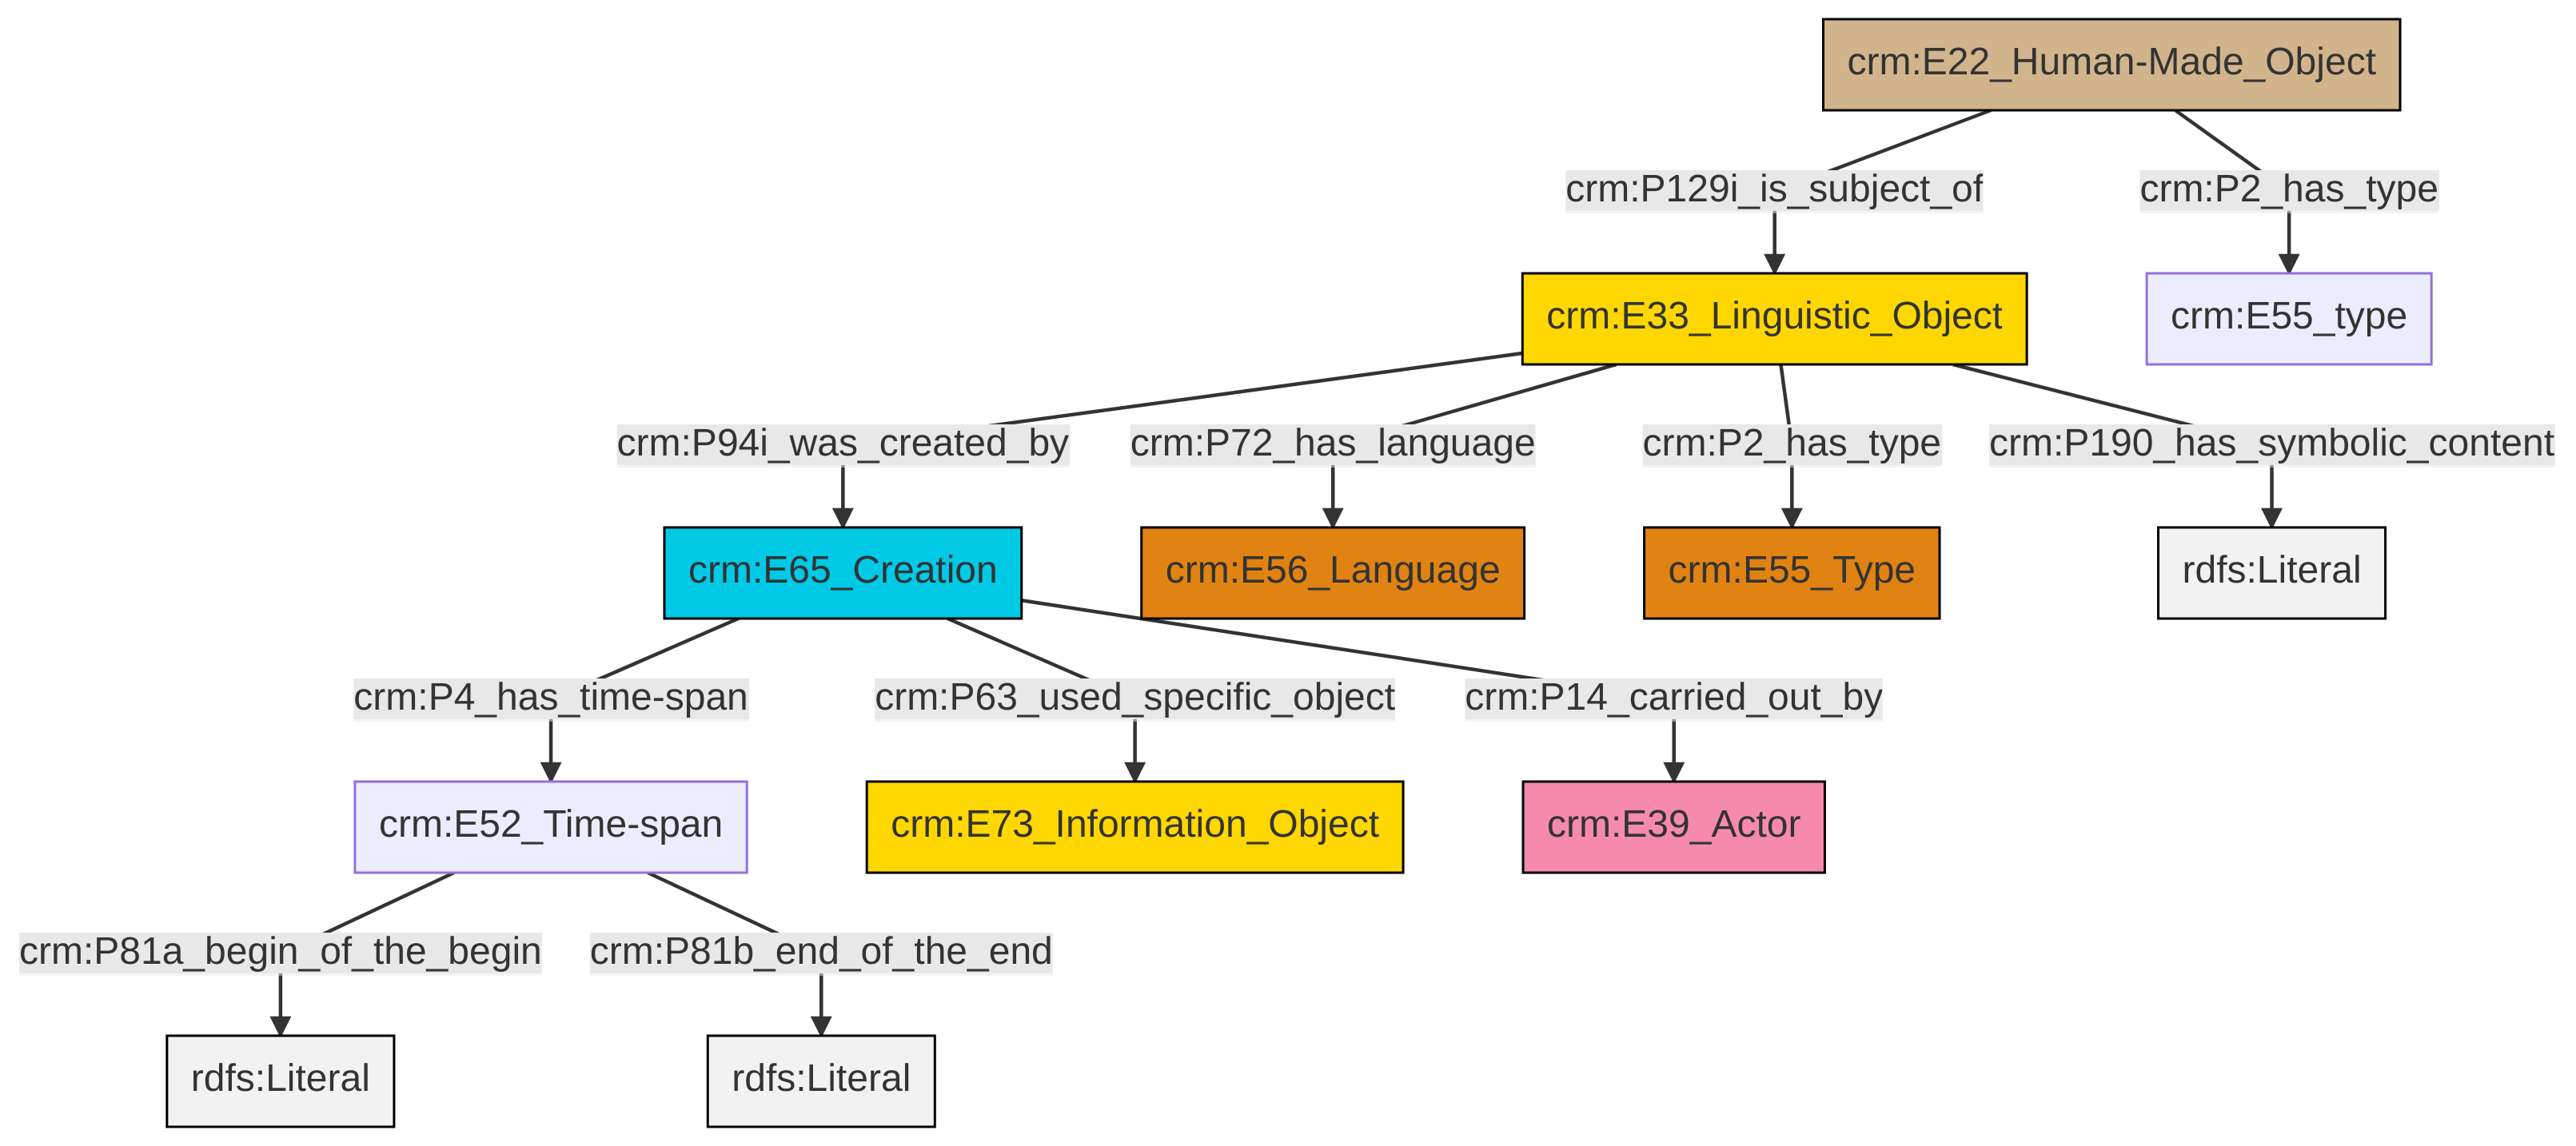 crm:E22_Human-Made_Object
crm:P129i_is_subject_of
crm:P2_has_type
crm:E33_Linguistic_Object
crm:E55_type
crm:P94i_was_created_by
crm:P72_has_language
crm:P2_has_type
crm:P190_has_symbolic_content
crm:E65_Creation
crm:E56_Language
crm:E55_Type
rdfs:Literal
crm:P4_has_time-span
crm:P63_used_specific_object
crm:P14_carried_out_by
crm:E52_Time-span
crm:E73_Information_Object
crm:E39_Actor
crm:P81a_begin_of_the_begin
crm:P81b_end_of_the_end
rdfs:Literal
rdfs:Literal